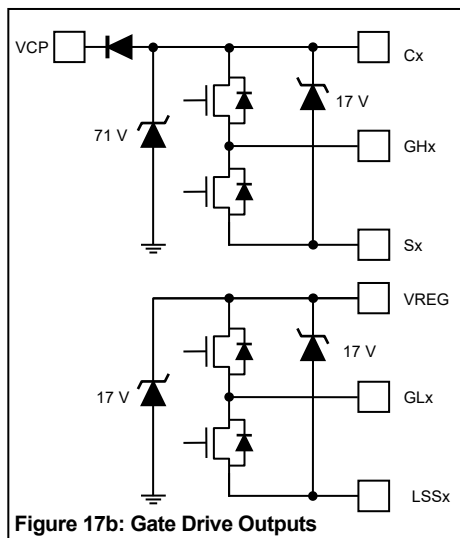 VCP
Cx
71 V
17 V
GHx
Sx
VREG
17 V
17 V
GLx
LSSx
Figure 17b: Gate Drive Outputs